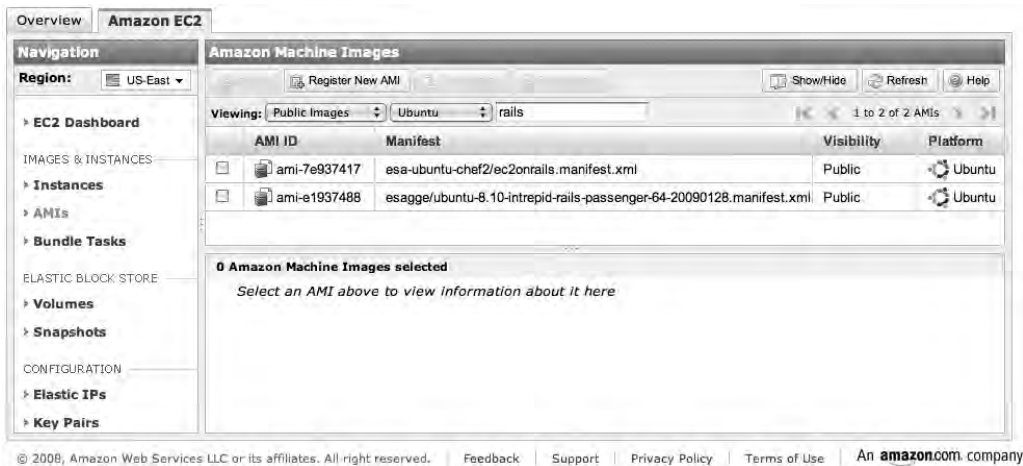 Overview Amazon EC2
Navigation
Region: US-East
EC2 Dashboard
IMAGES & INSTANCES
Instances
AMIs
Bundle Tasks
ELASTIC BLOCK STORE
Volumes
Snapshots
CONFIGURATION
Elastic IPs
Key Pairs
Amazon Machine Images
Register New AMI Show/Hide Refresh Help
Viewing: Public Images Ubuntu rails 1 to 2 of 2 AMIs
AMI ID Manifest Visibility Platform
ami-7e937417 esa-ubuntu-chef2/ec2onrails.manifest.xml Public Ubuntu
ami-e1937488 esagge/ubuntu-8.10-intrepid-rails-passenger-64-20090128.manifest.xml Public Ubuntu
0 Amazon Machine Images selected
Select an AMI above to view information about it here
© 2008, Amazon Web Services LLC or its affiliates. All right reserved. Feedback Support Privacy Policy Terms of Use An amazon.com company